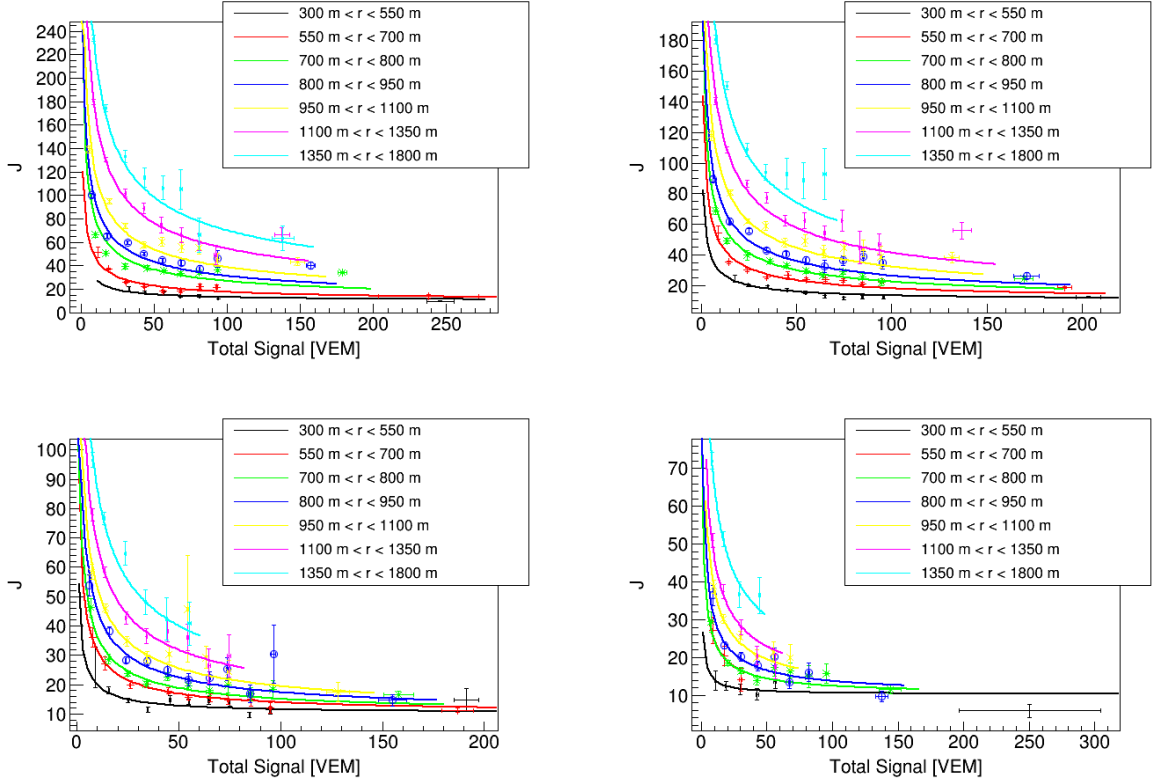 300 m < r < 550 m
550 m < r < 700 m
700 m < r < 800 m
800 m < r < 950 m
950 m < r < 1100 m
1100 m < r < 1350 m
1350 m < r < 1800 m
240
220
200
180
160
140
120
100
80
60
40
20
0
J
0 50 100 150 200 250
Total Signal [VEM]
300 m < r < 550 m
550 m < r < 700 m
700 m < r < 800 m
800 m < r < 950 m
950 m < r < 1100 m
1100 m < r < 1350 m
1350 m < r < 1800 m
180
160
140
120
100
80
60
40
20
J
0 50 100 150 200
Total Signal [VEM]
300 m < r < 550 m
550 m < r < 700 m
700 m < r < 800 m
800 m < r < 950 m
950 m < r < 1100 m
1100 m < r < 1350 m
1350 m < r < 1800 m
100
90
80
70
60
50
40
30
20
10
J
0 50 100 150 200
Total Signal [VEM]
300 m < r < 550 m
550 m < r < 700 m
700 m < r < 800 m
800 m < r < 950 m
950 m < r < 1100 m
1100 m < r < 1350 m
1350 m < r < 1800 m
70
60
50
40
30
20
10
J
0 50 100 150 200 250 300
Total Signal [VEM]